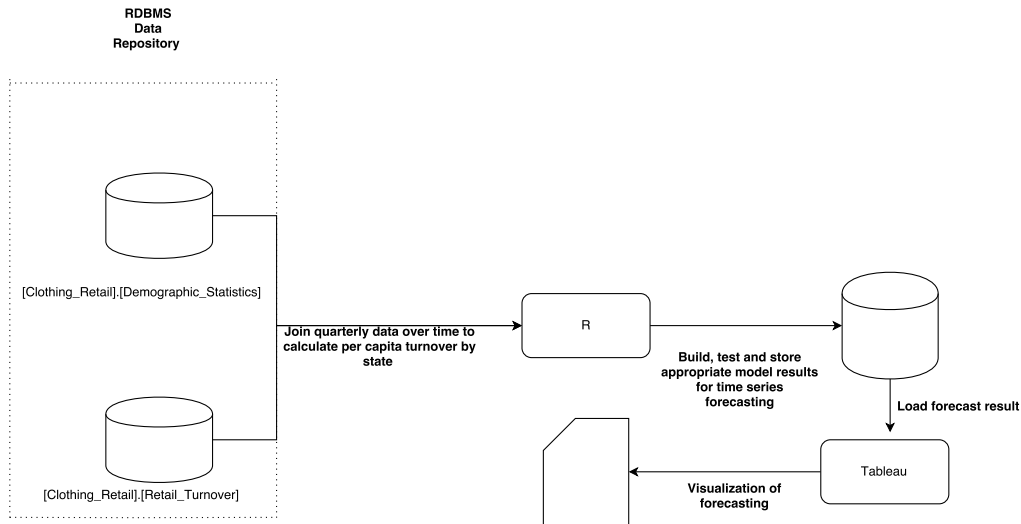 RDBMS
Data
Repository
[Clothing_Retail].[Demographic_Statistics]
Join quarterly data over time to
calculate per capita turnover by
state
R
Build, test and store
appropriate model results
for time series
forecasting
Load forecast result
[Clothing_Retail].[Retail_Turnover]
Visualization of
forecasting
Tableau